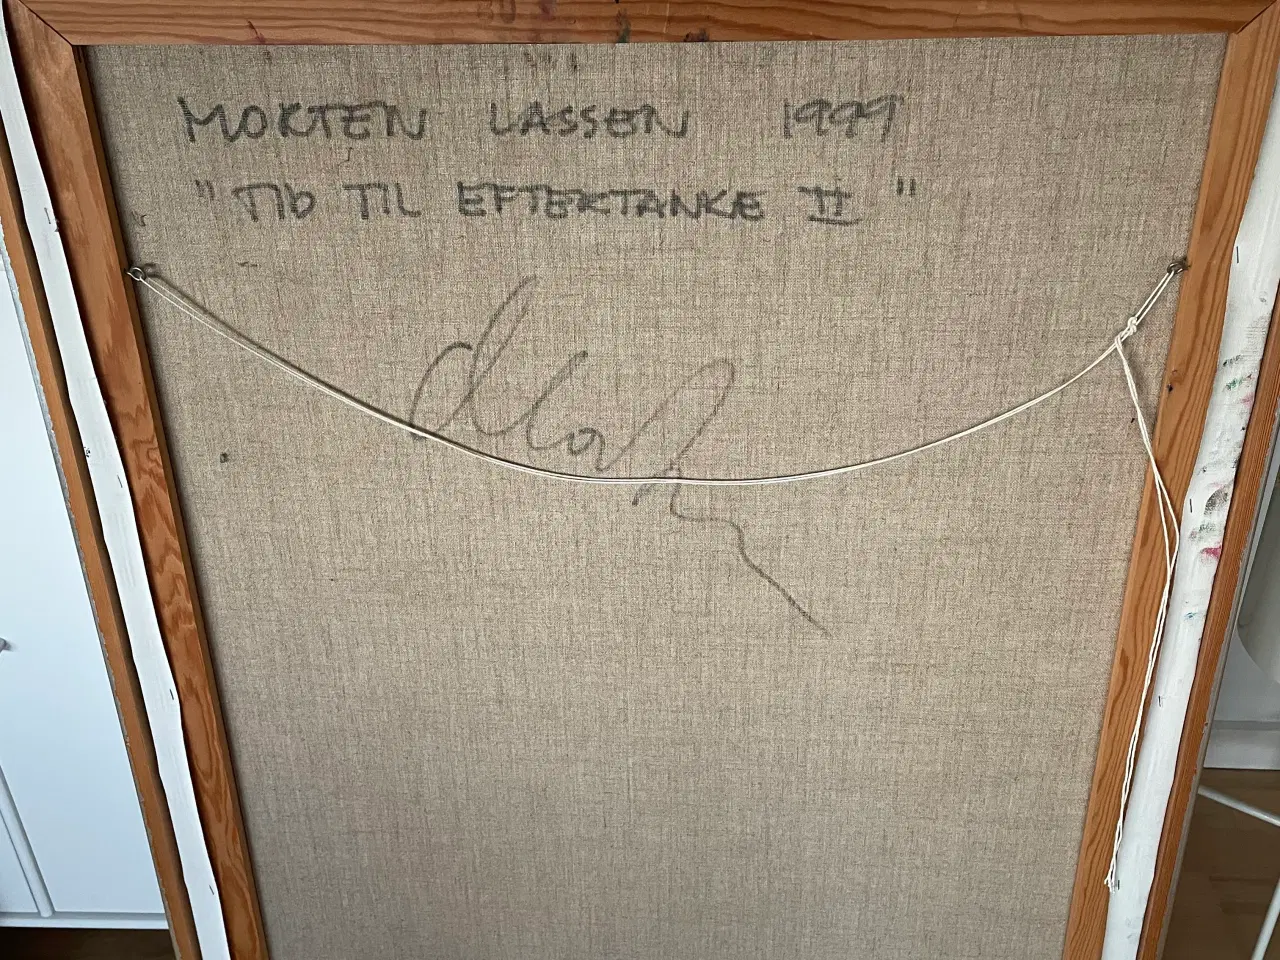 MORTEN LASSEN 1999
" TID TIL EFTERTANKE II "